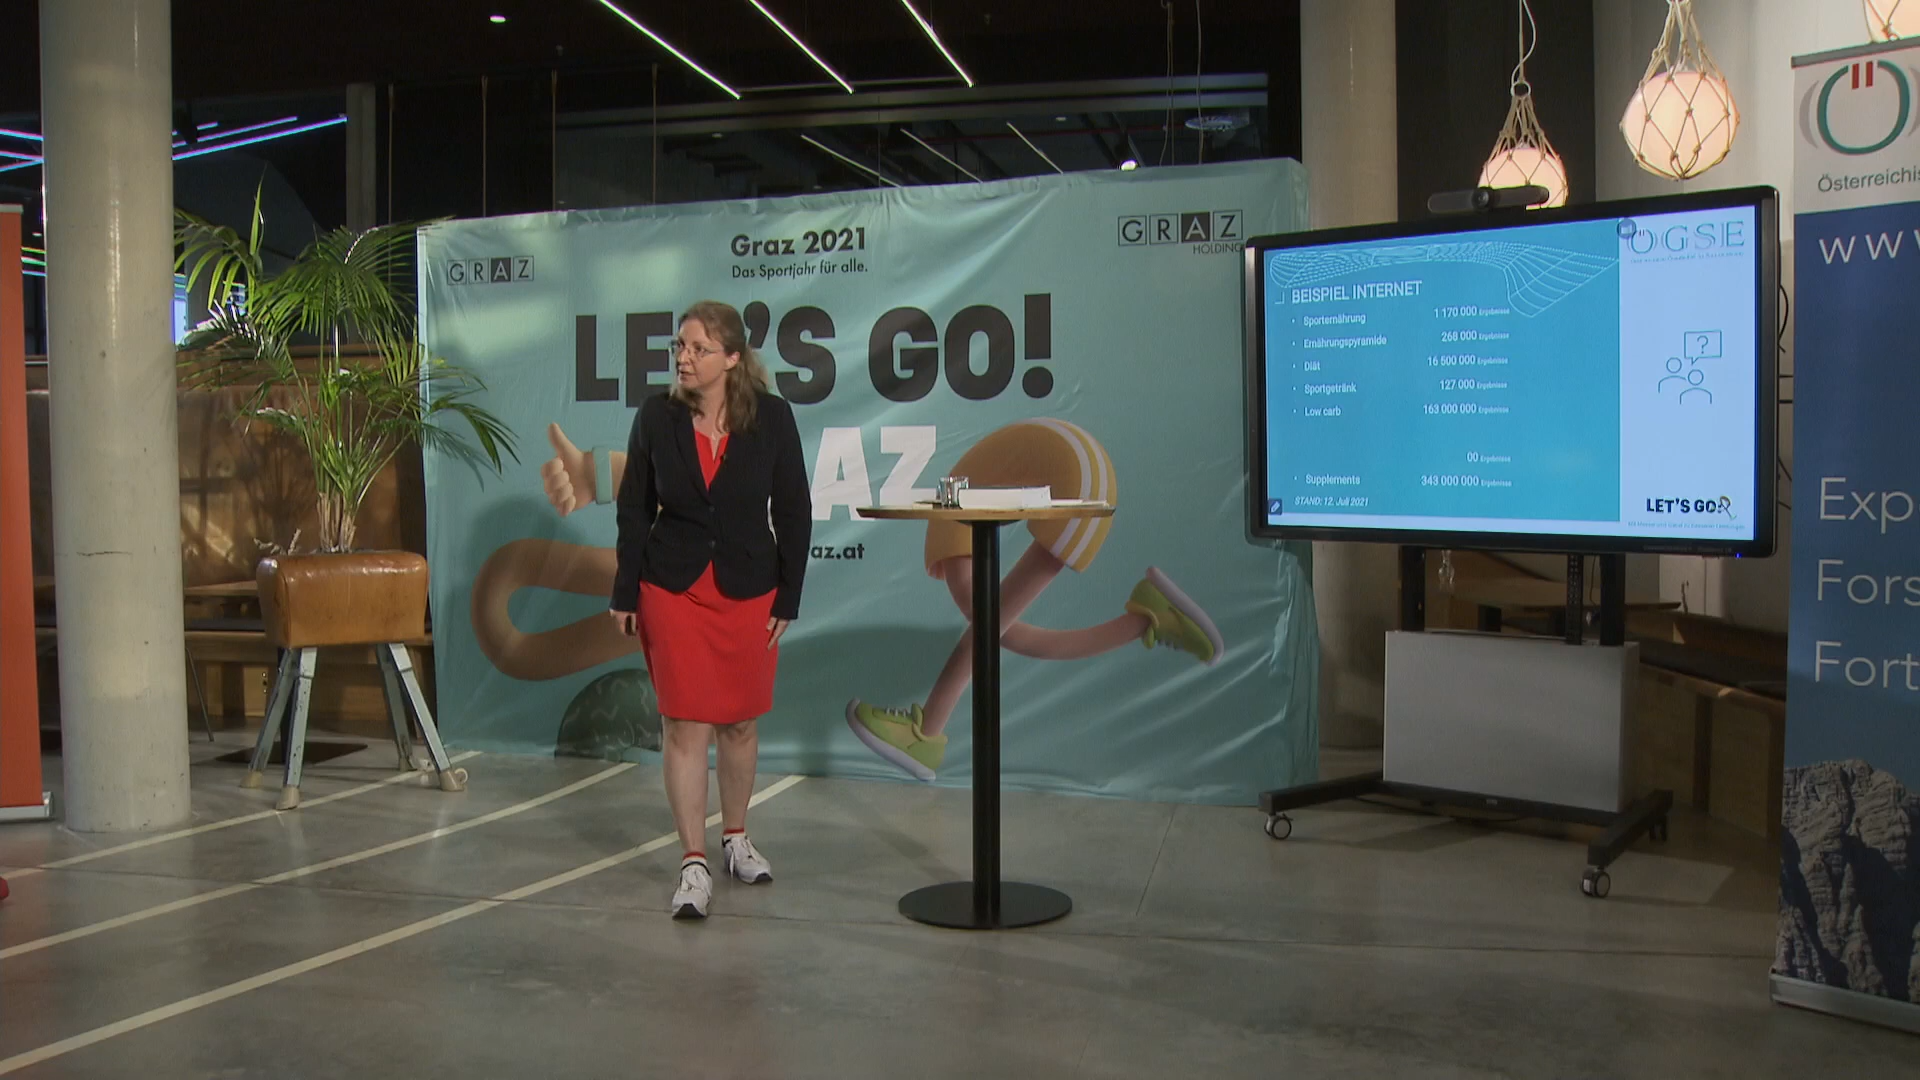 GRAZ
Graz 2021
Das Sportjahr für alle.
GRAZ
HOLDING
LET'S GO!
AZ
az.at
ÖGSE
BEISPIEL INTERNET
Sporternährung 1 170 000 Ergebnisse
Ernährungspyramide 268 000 Ergebnisse
Diät 16 500 000 Ergebnisse
Sportgetränk 127 000 Ergebnisse
Low carb 163 000 000 Ergebnisse
00 Ergebnisse
Supplemente 343 000 000 Ergebnisse
STAND: 12. Juli 2021
?
LET'S GO!
Ö
Österreichis
www
Exp
Fors
Fort